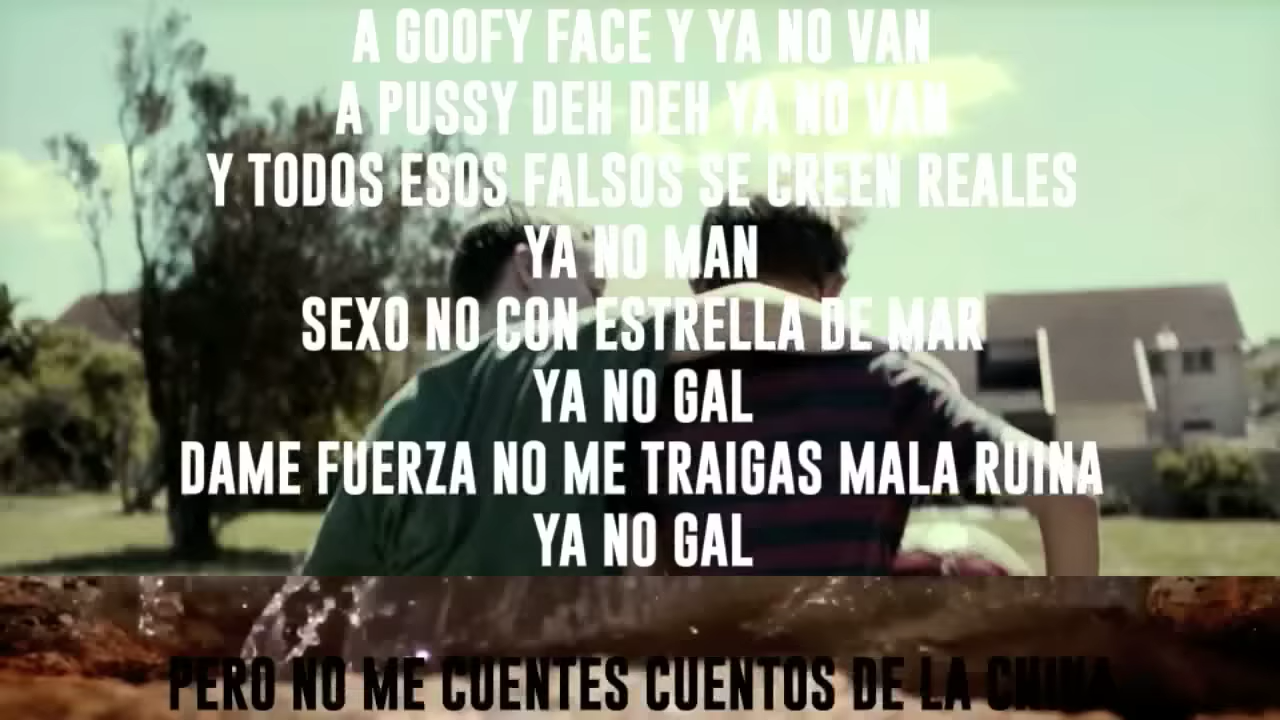 A GOOFY FACE Y YA NO VAN
A PUSSY DEH DEH YA NO VAN
Y TODOS ESOS FALSOS SE CREEN REALES
YA NO MAN
SEXO NO CON ESTRELLA DE MAR
YA NO GAL
DAME FUERZA NO ME TRAIGAS MALA RUINA
YA NO GAL
PERO NO ME CUENTES CUENTOS DE LA CHINA